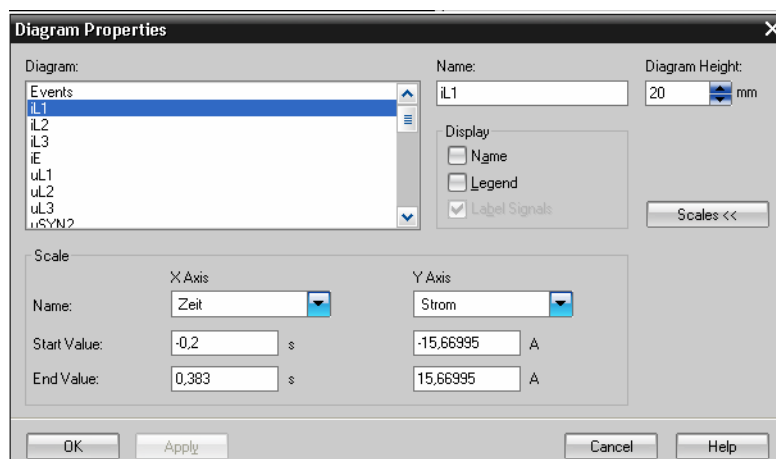 Diagram Properties
Diagram:
Name:
Diagram Height:
Events
iL1
iL2
iL3
iE
uL1
uL2
uL3
uSYN2
iL1
20 mm
Display
Name
Legend
Label Signals
Scales <<
Scale
X Axis
Y Axis
Name:
Zeit
Strom
Start Value:
-0,2 s
-15,66995 A
End Value:
0,383 s
15,66995 A
OK
Apply
Cancel
Help